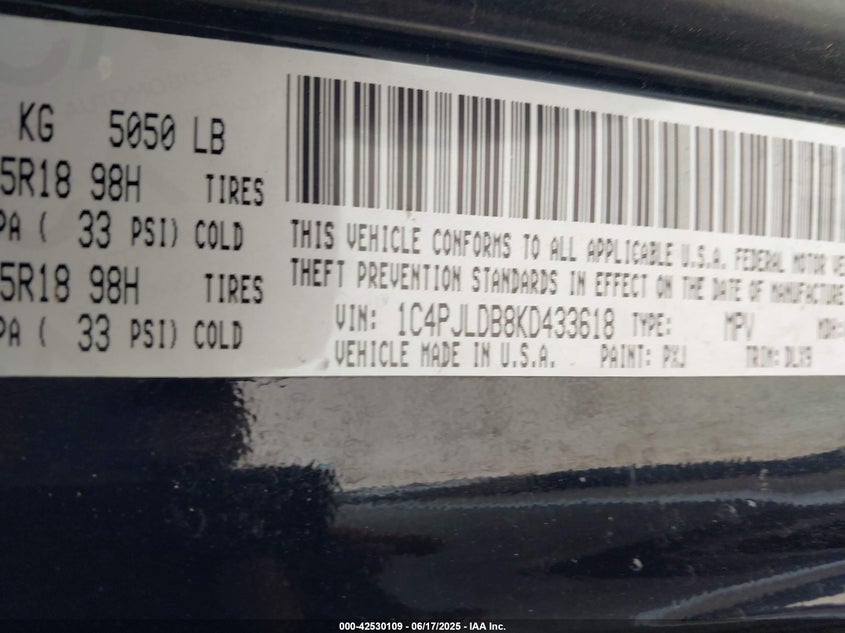 KG 5050 LB
5R18 98H TIRES
PA ( 33 PSI) COLD
5R18 98H TIRES
PA ( 33 PSI) COLD
THIS VEHICLE CONFORMS TO ALL APPLICABLE U.S.A. FEDERAL MOTOR VE
THEFT PREVENTION STANDARDS IN EFFECT ON THE DATE OF MANUFACTURE
VIN: 1C4PJLDB8KD433618 TYPE: MPV MDH:
VEHICLE MADE IN U.S.A. PAINT: PXJ TRIM: DLX9
000-42530109 - 06/17/2025 - IAA Inc.